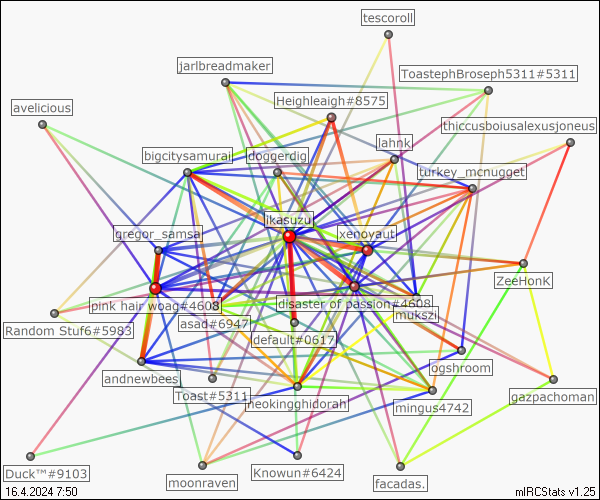 tescoroll
jarlbreadmaker
ToastephBroseph5311#5311
avelicious
Heighleaigh#8575
thiccusboiusalexusjoneus
lahnk
bigcitysamurai
doggerdig
turkey_mcnugget
ikasuzu
gregor_samsa
xenoyaut
ZeeHonK
pink hair woag#4608
disaster of passion#4608
mukszi
asad#6947
Random Stuf6#5983
default#0617
ogshroom
andnewbees
Toast#5311
neokingghidorah
mingus4742
gazpachoman
Duck™#9103
moonraven
Knowun#6424
facadas.
16.4.2024 7:50
mIRCStats v1.25